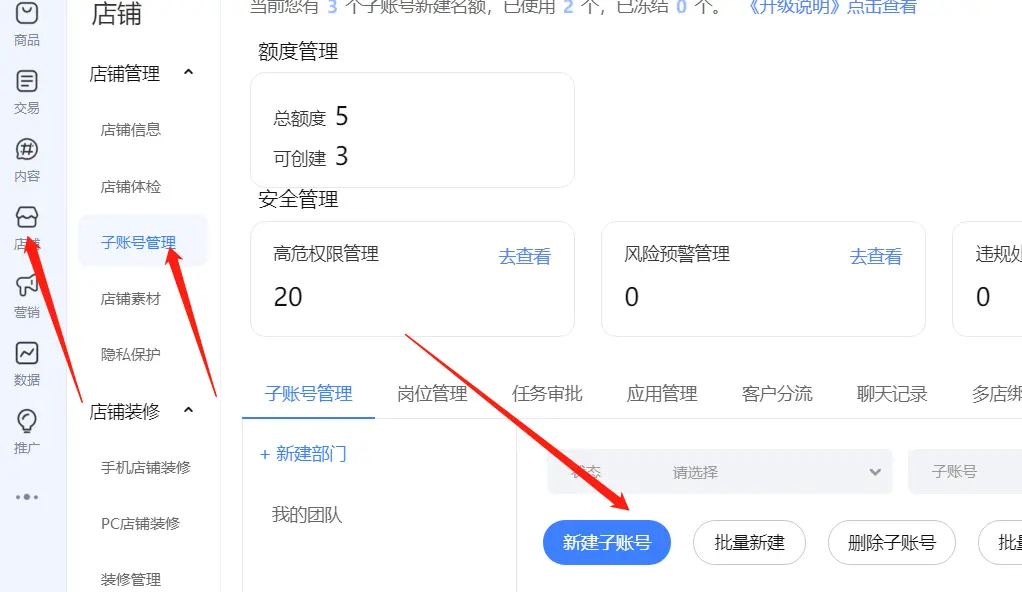 商品
交易
内容
店铺
营销
数据
推广
店铺
店铺管理
店铺信息
店铺体检
子账号管理
店铺素材
隐私保护
店铺装修
手机店铺装修
PC店铺装修
装修管理
当前您有 3 个子账号新建名额，已使用 2 个，已冻结 0 个。 《升级说明》点击查看
额度管理
总额度 5
可创建 3
安全管理
高危权限管理 去查看
20
风险预警管理 去查看
0
违规处
0
子账号管理 岗位管理 任务审批 应用管理 客户分流 聊天记录 多店绑
+ 新建部门
我的团队
状态 请选择 子账号
新建子账号 批量新建 删除子账号 批量